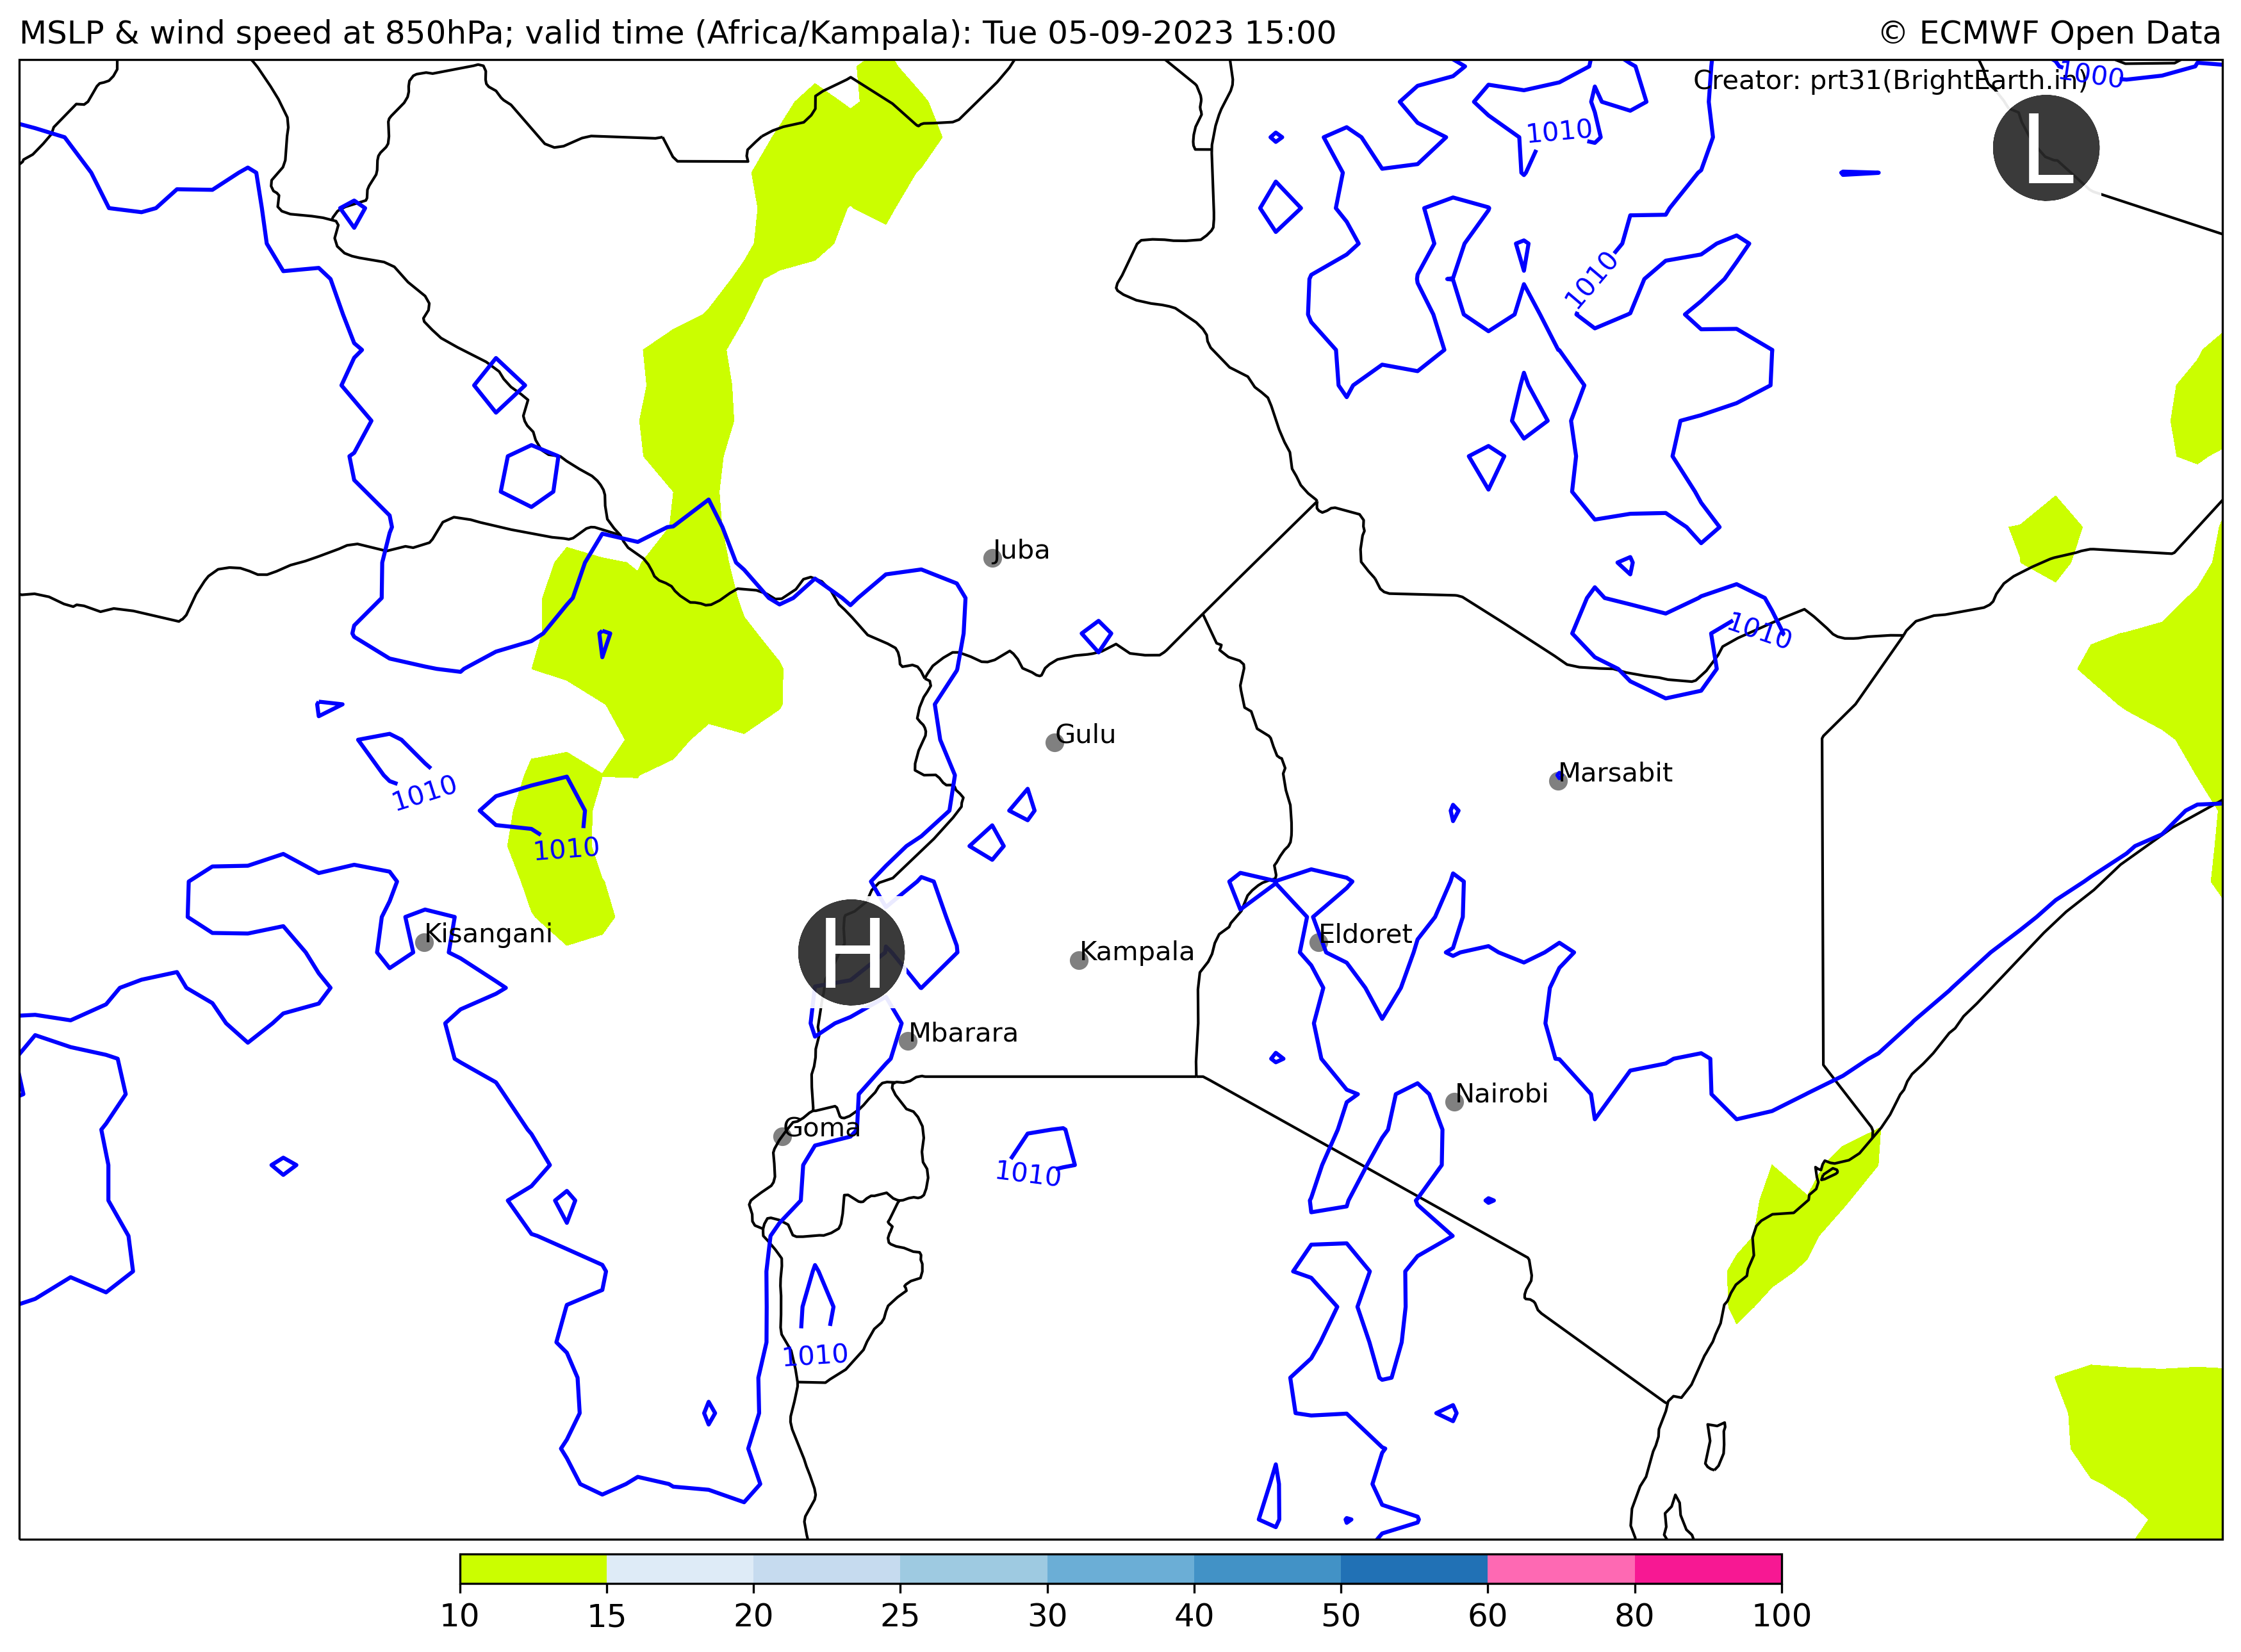 MSLP & wind speed at 850hPa; valid time (Africa/Kampala): Tue 05-09-2023 15:00
© ECMWF Open Data
Creator: prt31(BrightEarth.in)
1000
L
1010
1010
Juba
1010
Gulu
Marsabit
1010
1010
Kisangani
Eldoret
H
Kampala
Mbarara
Nairobi
Goma
1010
1010
10 15 20 25 30 40 50 60 80 100